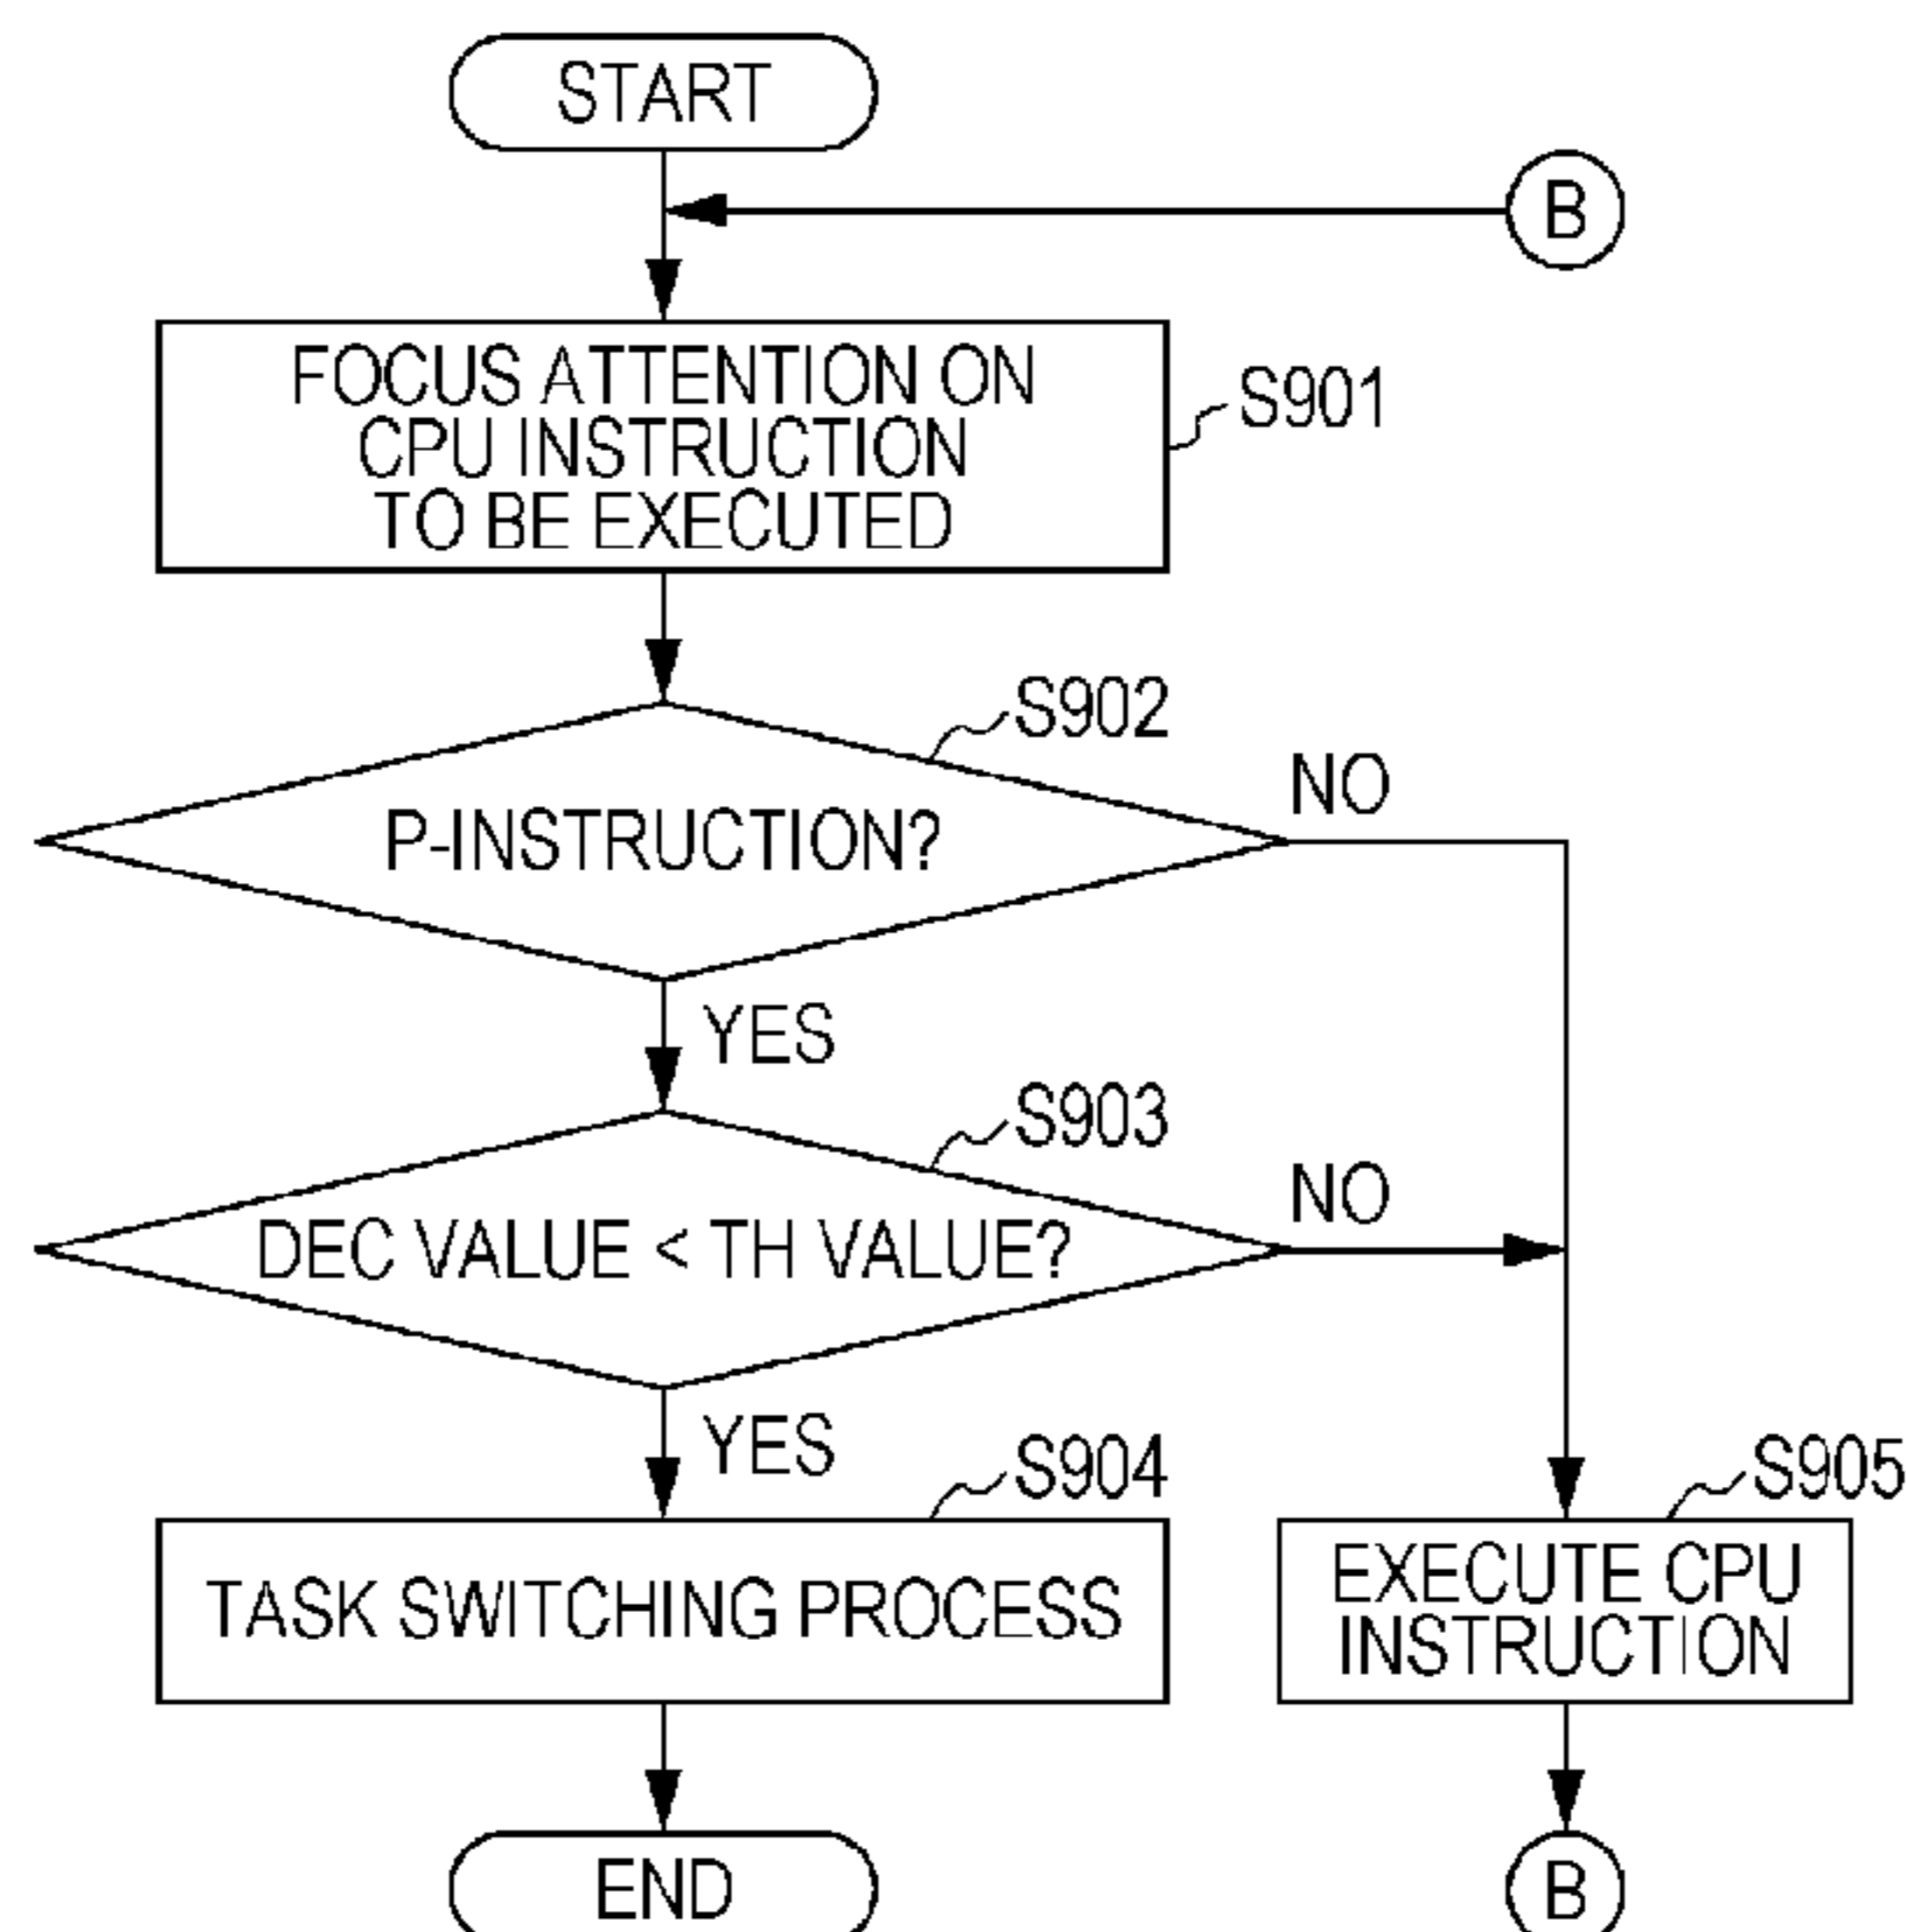 START
B
FOCUS ATTENTION ON
CPU INSTRUCTION
TO BE EXECUTED
S901
S902
P-INSTRUCTION?
NO
YES
S903
DEC VALUE < TH VALUE?
NO
YES
S904
TASK SWITCHING PROCESS
S905
EXECUTE CPU
INSTRUCTION
END
B